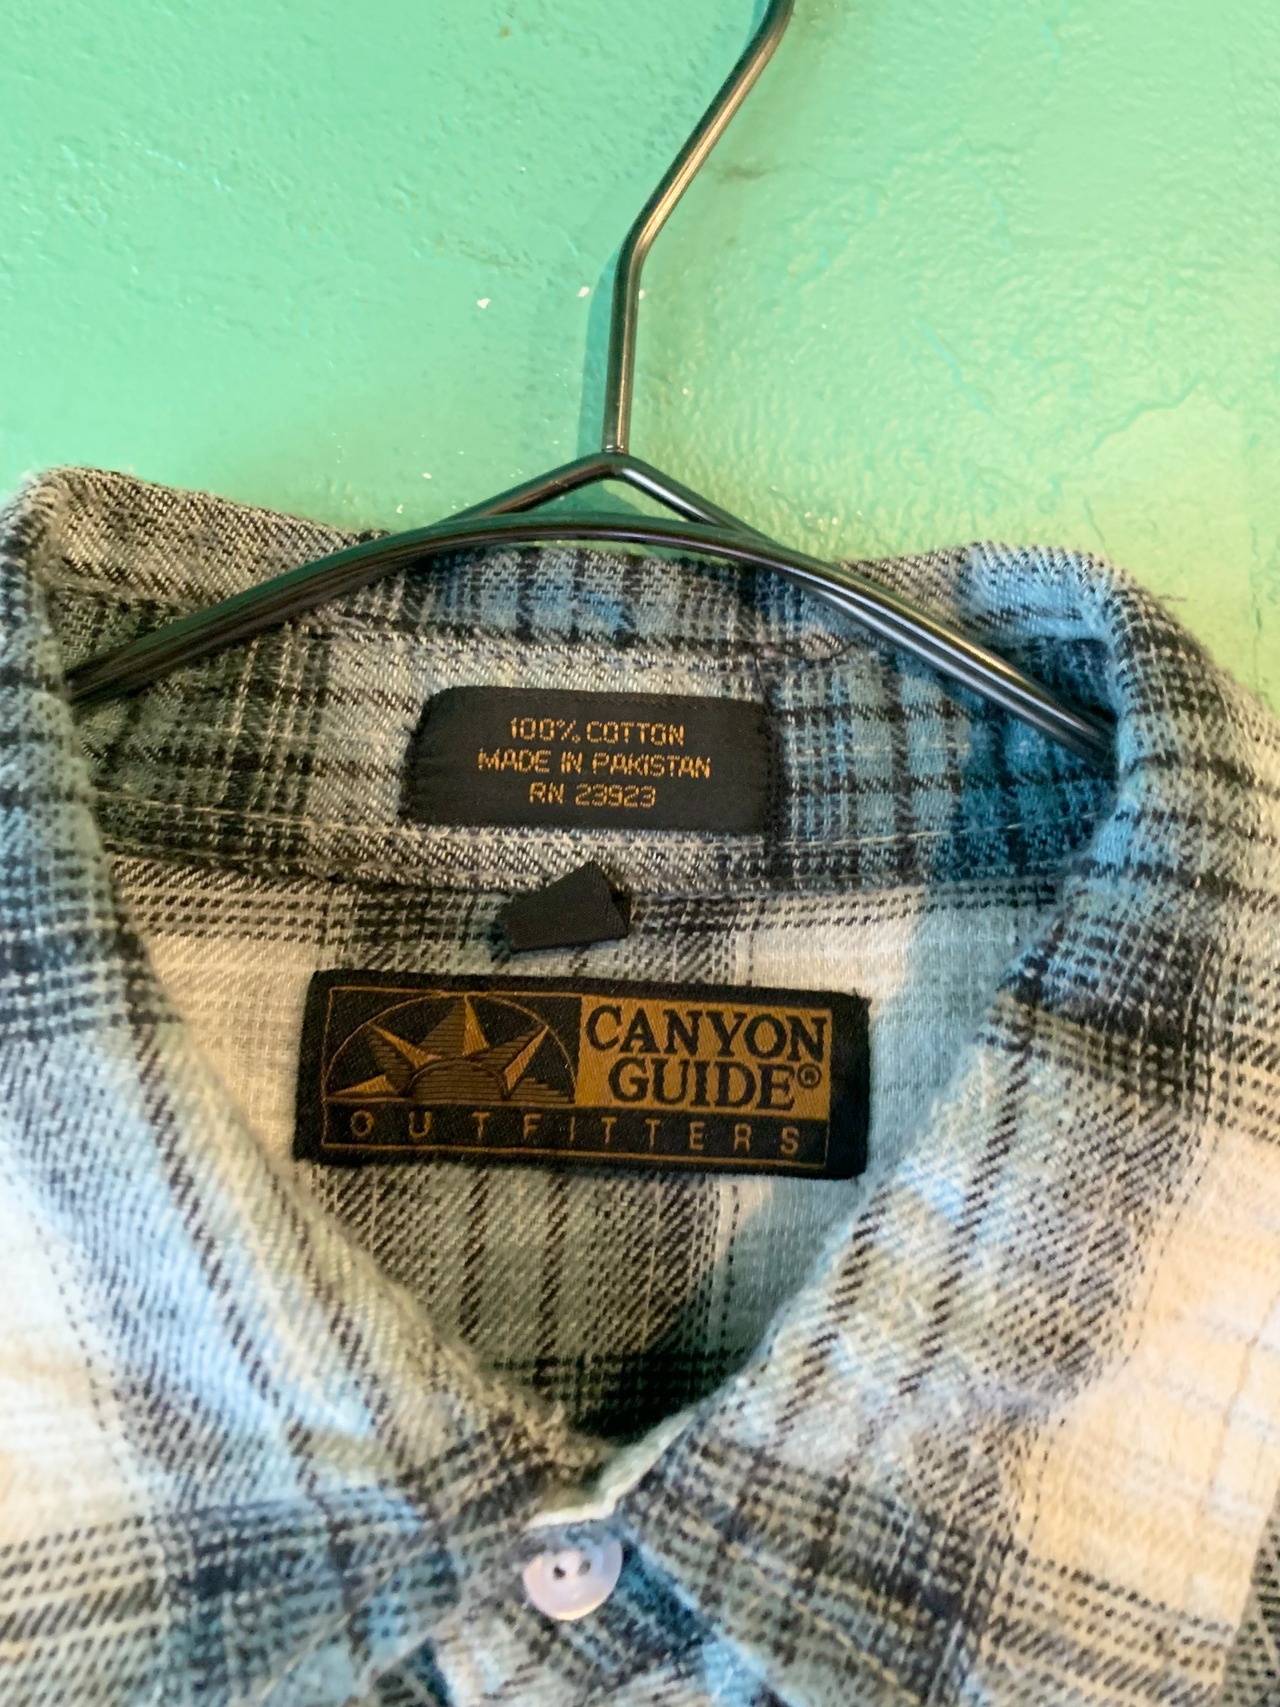 100% COTTON
MADE IN PAKISTAN
RN 23923
CANYON
GUIDE®
OUTFITTERS